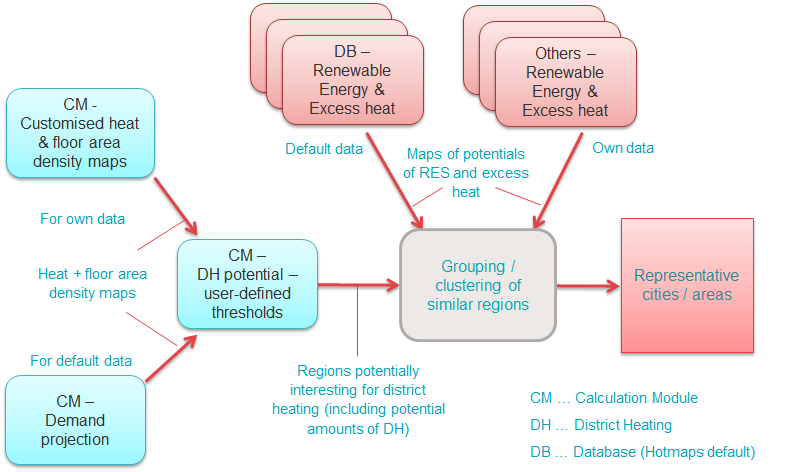 DB –
Renewable
Energy &
Excess heat
Others –
Renewable
Energy &
Excess heat
CM -
Customised heat
& floor area
density maps
Default data
Maps of potentials
of RES and excess
heat
Own data
For own data
CM –
DH potential –
user-defined
thresholds
Heat + floor area
density maps
Grouping /
clustering of
similar regions
Representative
cities / areas
For default data
CM –
Demand
projection
Regions potentially
interesting for district
heating (including potential
amounts of DH)
CM … Calculation Module
DH … District Heating
DB … Database (Hotmaps default)